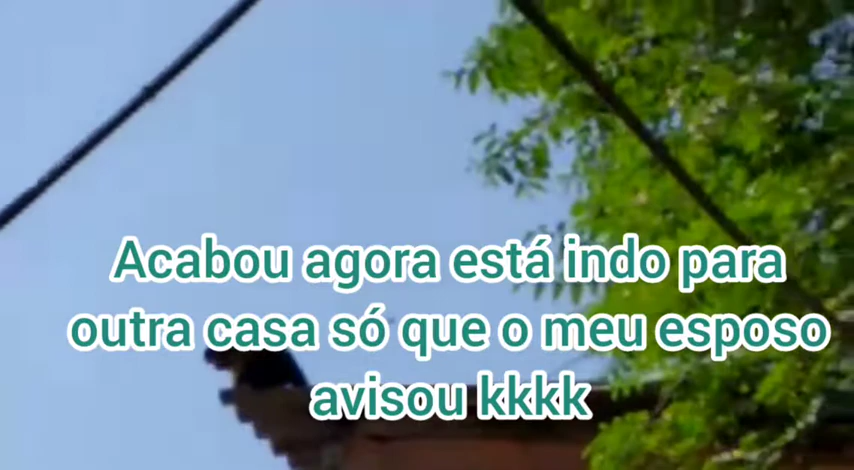 Acabou agora está indo para
outra casa só que o meu esposo
avisou kkkk